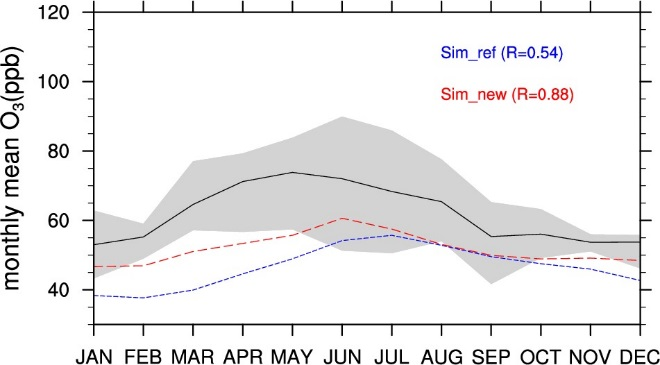 120
100
80
60
40
monthly mean O₃(ppb)
Sim_ref (R=0.54)
Sim_new (R=0.88)
JAN FEB MAR APR MAY JUN JUL AUG SEP OCT NOV DEC